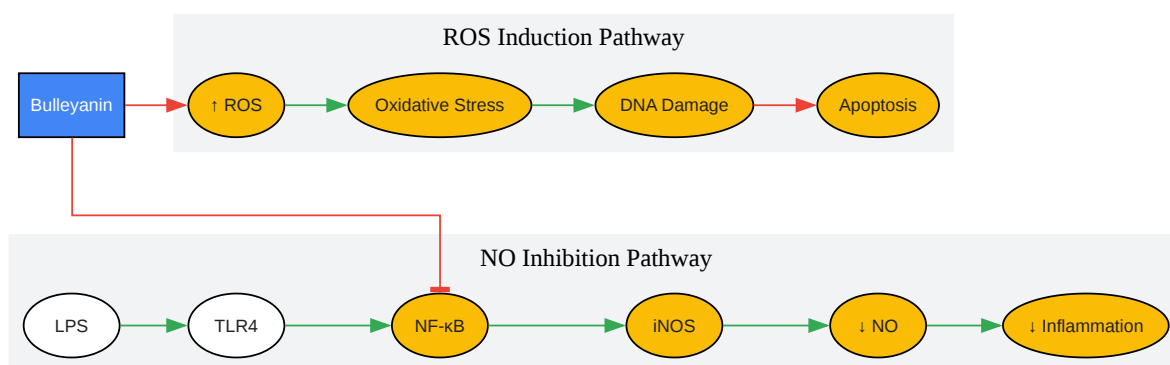 ROS Induction Pathway
Bulleyanin
↑ ROS
Oxidative Stress
DNA Damage
Apoptosis
NO Inhibition Pathway
LPS
TLR4
NF-κB
iNOS
↓ NO
↓ Inflammation